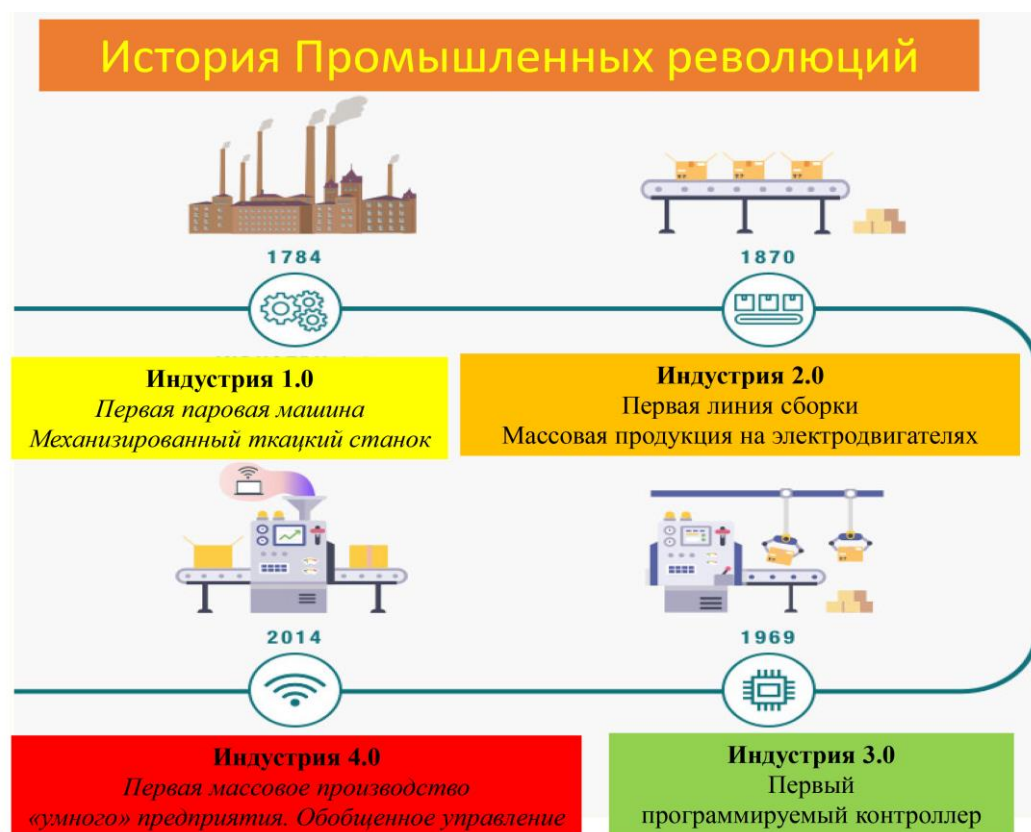 История Промышленных революций
1784
1870
Индустрия 1.0
Первая паровая машина
Механизированный ткацкий станок
Индустрия 2.0
Первая линия сборки
Массовая продукция на электродвигателях
2014
1969
Индустрия 4.0
Первая массовое производство
«умного» предприятия. Обобщенное управление
Индустрия 3.0
Первый
программируемый контроллер